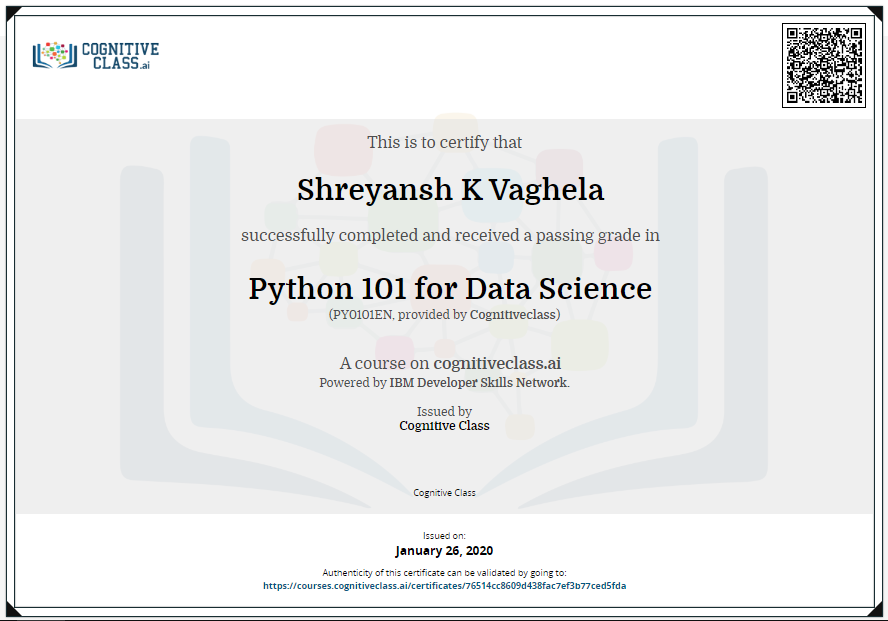 COGNITIVE
CLASS.ai
This is to certify that
Shreyansh K Vaghela
successfully completed and received a passing grade in
Python 101 for Data Science
(PY0101EN, provided by Cognitiveclass)
A course on cognitiveclass.ai
Powered by IBM Developer Skills Network.
Issued by
Cognitive Class
Cognitive Class
Issued on:
January 26, 2020
Authenticity of this certificate can be validated by going to:
https://courses.cognitiveclass.ai/certificates/76514cc8609d438fac7ef3b77ced5fda